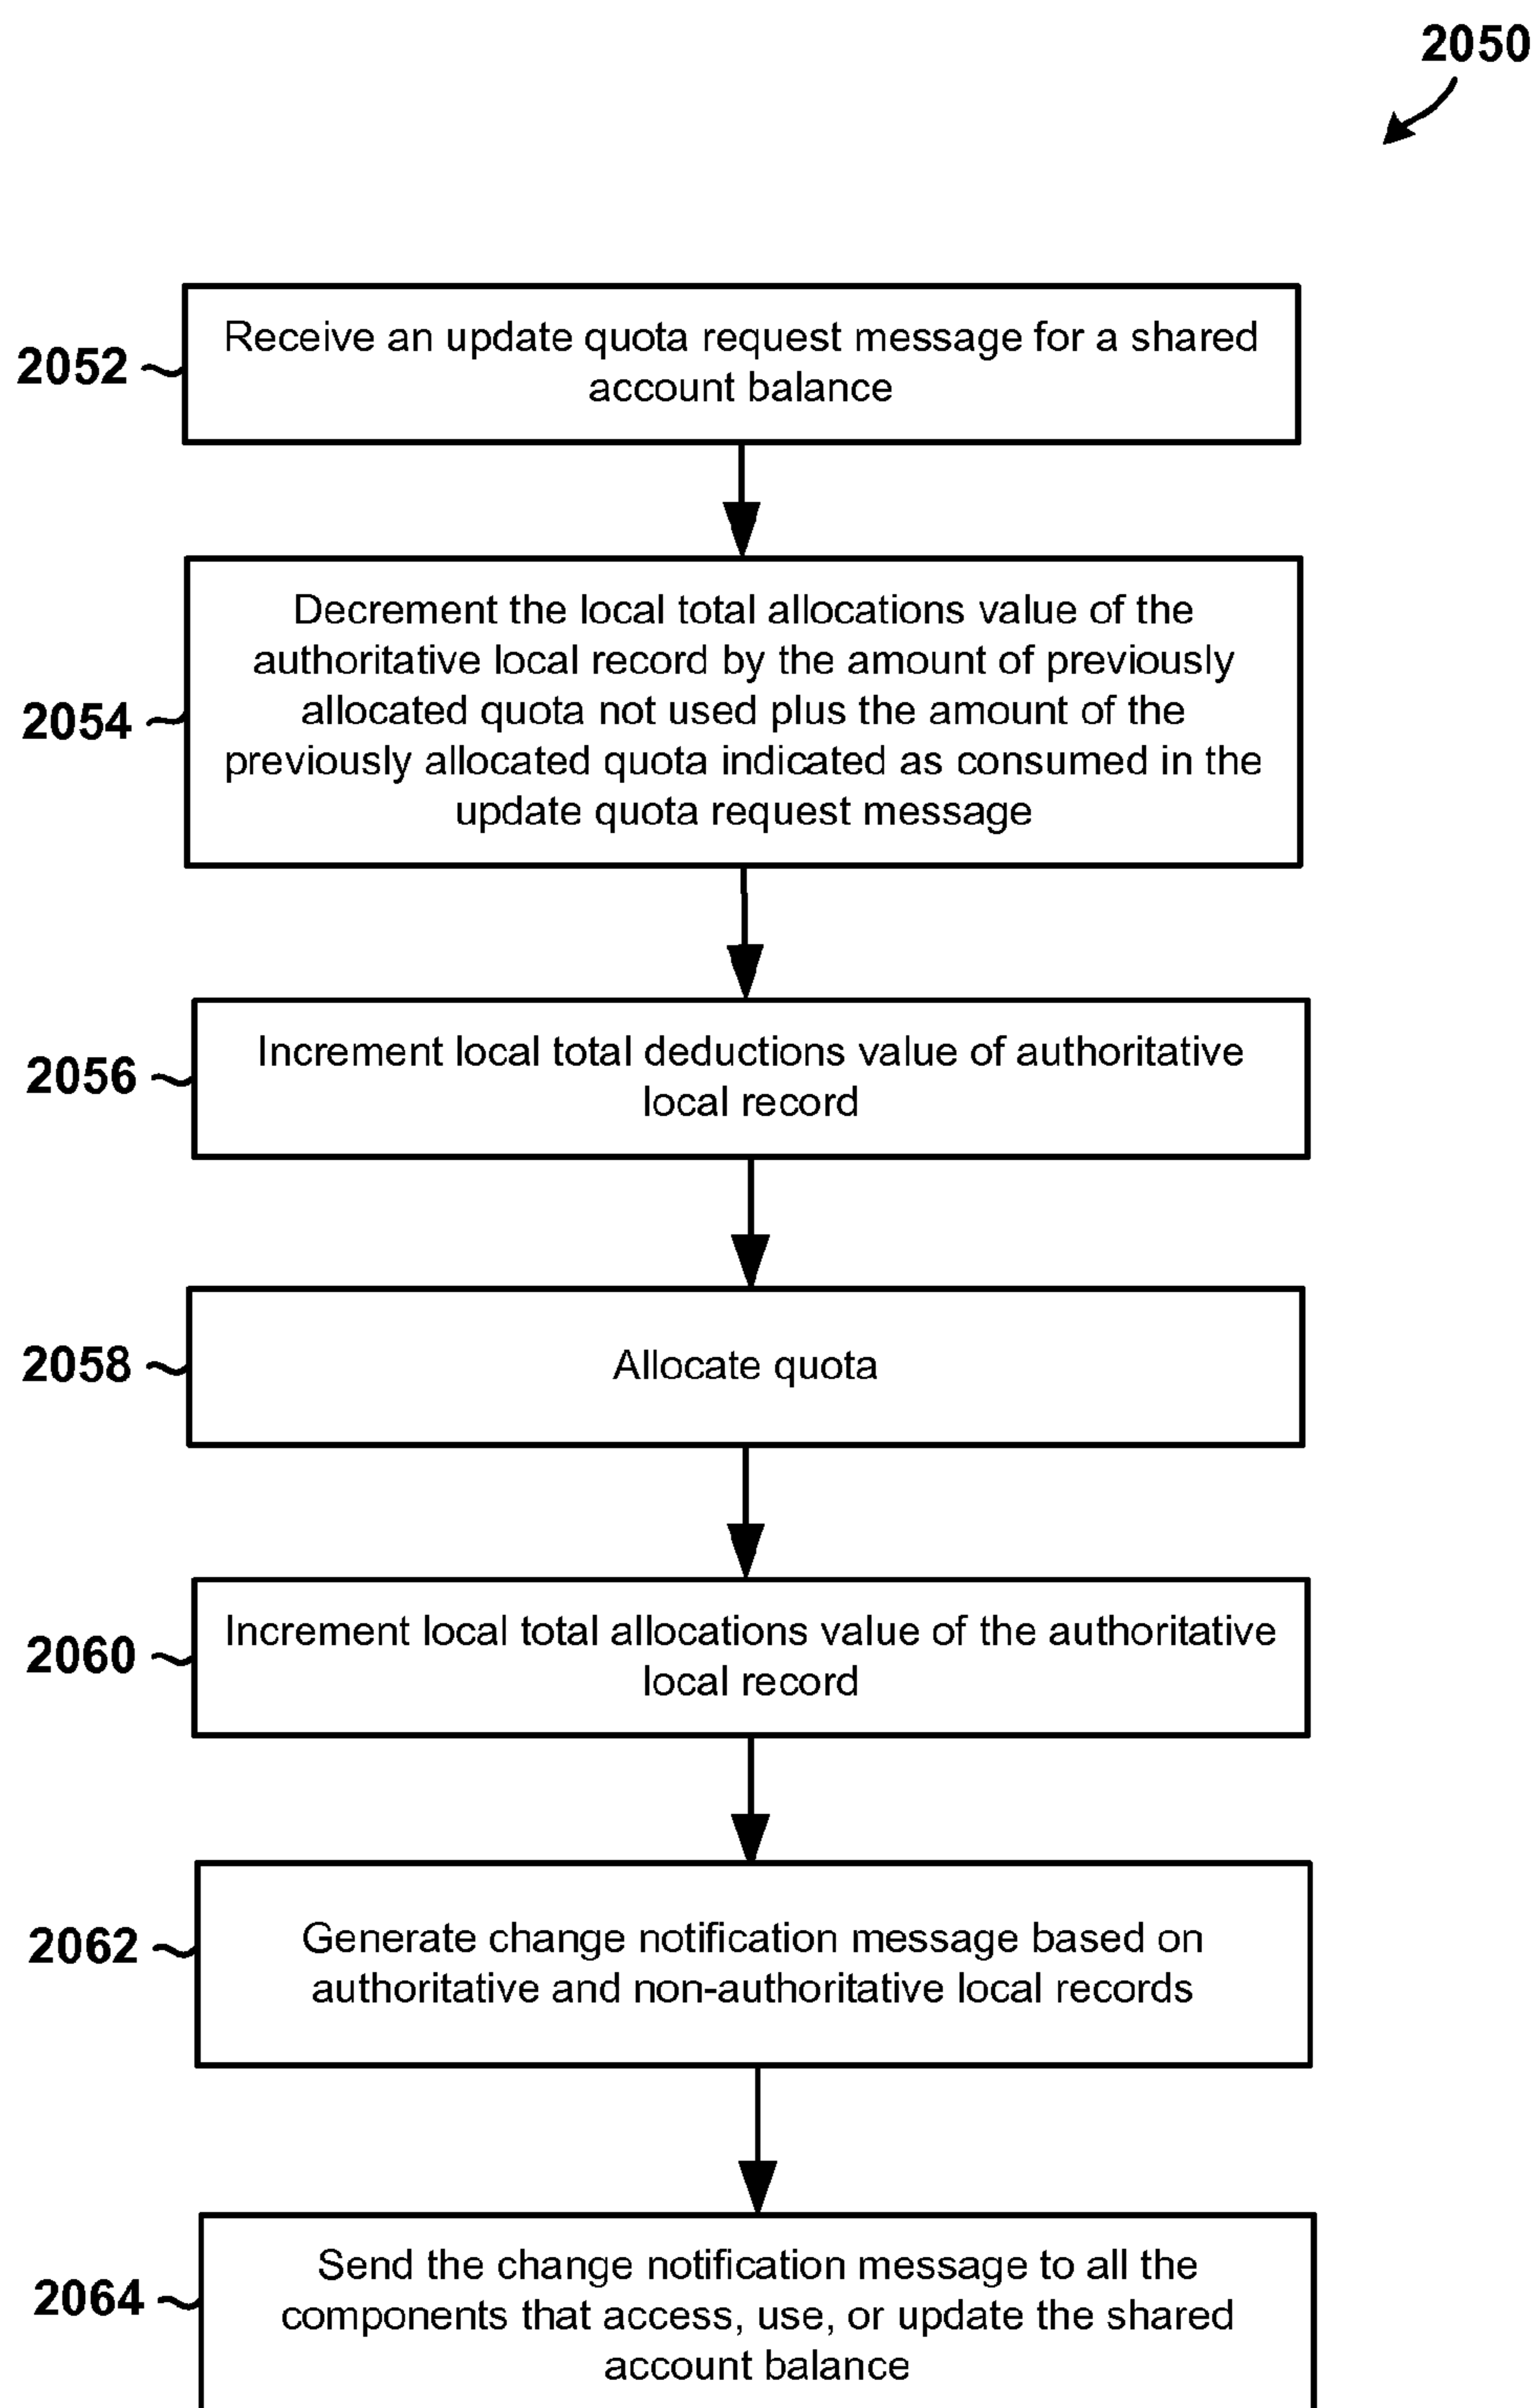 2050
2052
Receive an update quota request message for a shared
account balance
2054
Decrement the local total allocations value of the
authoritative local record by the amount of previously
allocated quota not used plus the amount of the
previously allocated quota indicated as consumed in the
update quota request message
2056
Increment local total deductions value of authoritative
local record
2058
Allocate quota
2060
Increment local total allocations value of the authoritative
local record
2062
Generate change notification message based on
authoritative and non-authoritative local records
2064
Send the change notification message to all the
components that access, use, or update the shared
account balance